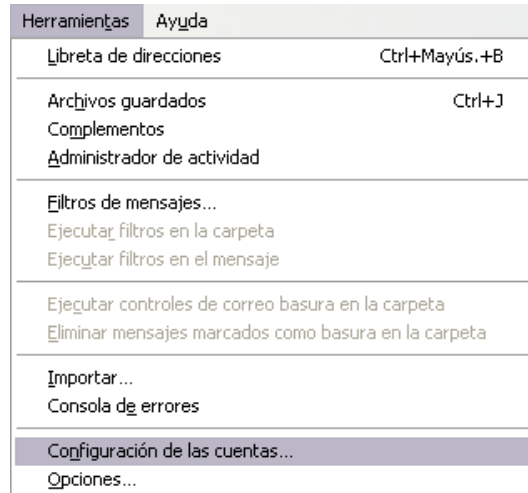 Herramientas Ayuda
Libreta de direcciones Ctrl+Mayús.+B
Archivos guardados Ctrl+J
Complementos
Administrador de actividad
Filtros de mensajes...
Ejecutar filtros en la carpeta
Ejecutar filtros en el mensaje
Ejecutar controles de correo basura en la carpeta
Eliminar mensajes marcados como basura en la carpeta
Importar...
Consola de errores
Configuración de las cuentas...
Opciones...